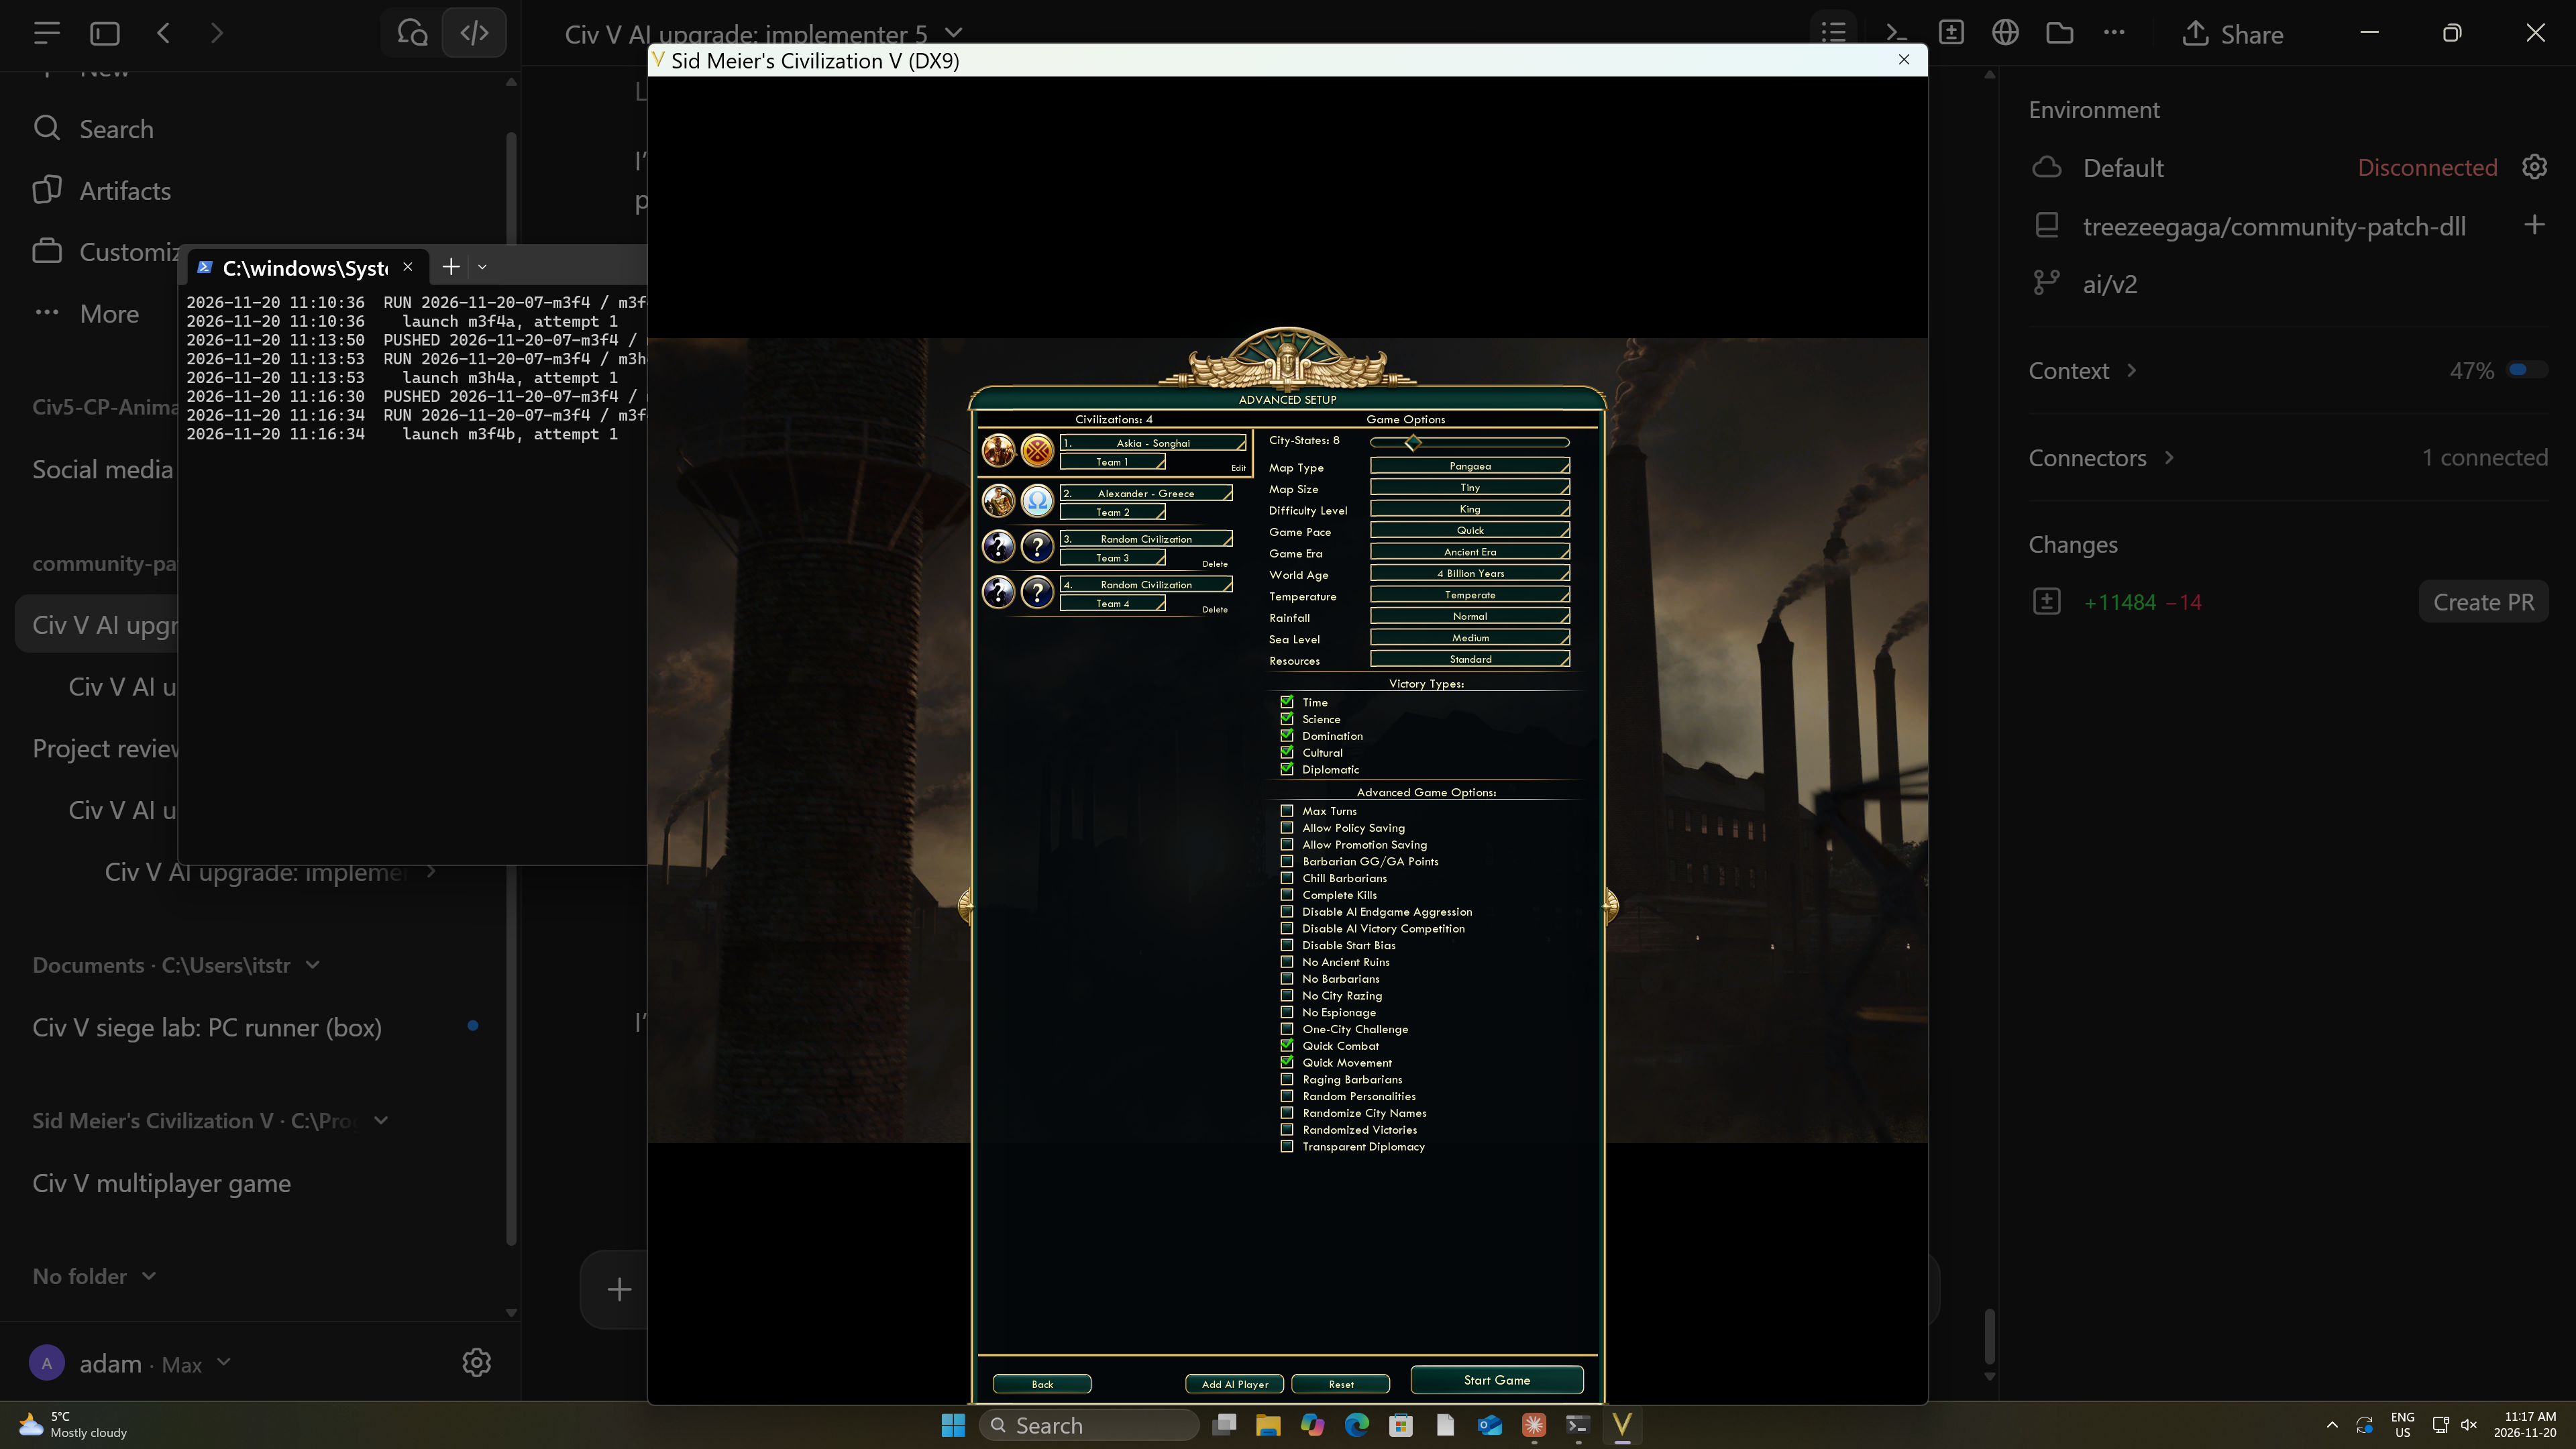 Civ V AI upgrade: implementer 5
Share
New
Search
Artifacts
Customiz
More
Civ5-CP-Anima
Social media
community-pa
Civ V AI upgr
Civ V AI u
Project review
Civ V AI u
Civ V AI upgrade: implemen
Documents · C:\Users\itstr
Civ V siege lab: PC runner (box)
Sid Meier's Civilization V · C:\Prog
Civ V multiplayer game
No folder
A
adam · Max
C:\windows\Syste
2026-11-20 11:10:36 RUN 2026-11-20-07-m3f4 / m3f
2026-11-20 11:10:36 launch m3f4a, attempt 1
2026-11-20 11:13:50 PUSHED 2026-11-20-07-m3f4 /
2026-11-20 11:13:53 RUN 2026-11-20-07-m3f4 / m3h
2026-11-20 11:13:53 launch m3h4a, attempt 1
2026-11-20 11:16:30 PUSHED 2026-11-20-07-m3f4 /
2026-11-20 11:16:34 RUN 2026-11-20-07-m3f4 / m3f
2026-11-20 11:16:34 launch m3f4b, attempt 1
I'
p
I'
Sid Meier's Civilization V (DX9)
ADVANCED SETUP
Civilizations: 4
1. Askia - Songhai
Team 1
Edit
2. Alexander - Greece
Team 2
3. Random Civilization
Team 3
Delete
4. Random Civilization
Team 4
Delete
Game Options
City-States: 8
Map Type Pangaea
Map Size Tiny
Difficulty Level King
Game Pace Quick
Game Era Ancient Era
World Age 4 Billion Years
Temperature Temperate
Rainfall Normal
Sea Level Medium
Resources Standard
Victory Types:
Time
Science
Domination
Cultural
Diplomatic
Advanced Game Options:
Max Turns
Allow Policy Saving
Allow Promotion Saving
Barbarian GG/GA Points
Chill Barbarians
Complete Kills
Disable AI Endgame Aggression
Disable AI Victory Competition
Disable Start Bias
No Ancient Ruins
No Barbarians
No City Razing
No Espionage
One-City Challenge
Quick Combat
Quick Movement
Raging Barbarians
Random Personalities
Randomize City Names
Randomized Victories
Transparent Diplomacy
Back
Add AI Player
Reset
Start Game
Environment
Default Disconnected
treezeegaga/community-patch-dll
ai/v2
Context 47%
Connectors 1 connected
Changes
+11484 −14 Create PR
5°C
Mostly cloudy
Search
ENG
US
11:17 AM
2026-11-20